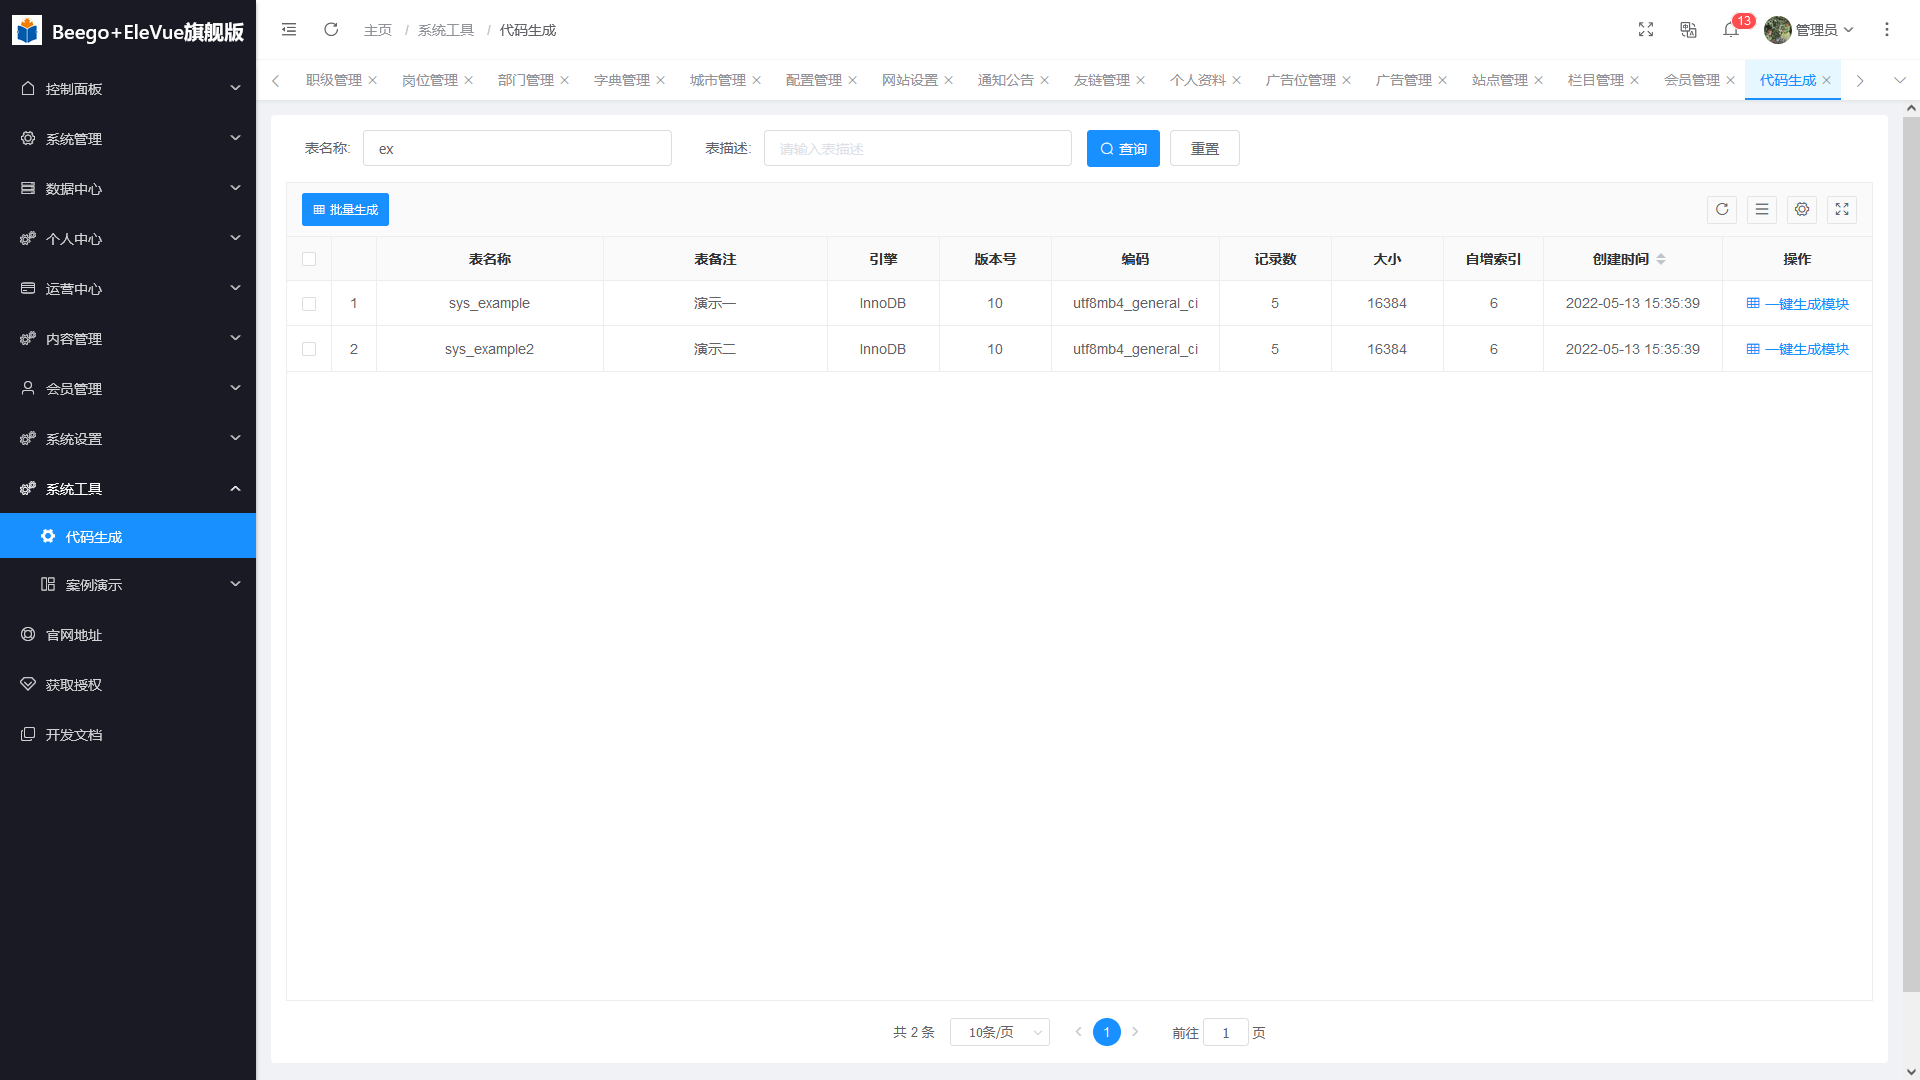 Beego+EleVue旗舰版
主页 / 系统工具 / 代码生成
13
管理员
职级管理 岗位管理 部门管理 字典管理 城市管理 配置管理 网站设置 通知公告 友链管理 个人资料 广告位管理 广告管理 站点管理 栏目管理 会员管理 代码生成
控制面板
系统管理
数据中心
个人中心
运营中心
内容管理
会员管理
系统设置
系统工具
代码生成
案例演示
官网地址
获取授权
开发文档
表名称: ex 表描述: 请输入表描述 查询 重置
批量生成
表名称 表备注 引擎 版本号 编码 记录数 大小 自增索引 创建时间 操作
1 sys_example 演示一 InnoDB 10 utf8mb4_general_ci 5 16384 6 2022-05-13 15:35:39 一键生成模块
2 sys_example2 演示二 InnoDB 10 utf8mb4_general_ci 5 16384 6 2022-05-13 15:35:39 一键生成模块
共 2 条 10条/页 1 前往 1 页